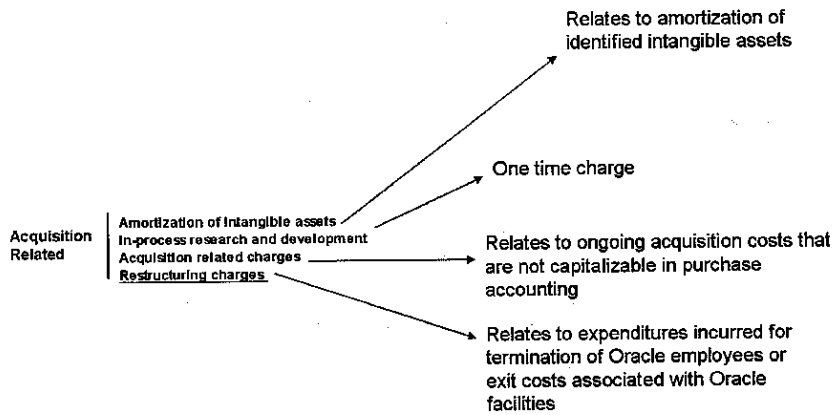 Relates to amortization of
identified intangible assets
One time charge
Acquisition
Related
Amortization of intangible assets
In-process research and development
Acquisition related charges
Restructuring charges
Relates to ongoing acquisition costs that
are not capitalizable in purchase
accounting
Relates to expenditures incurred for
termination of Oracle employees or
exit costs associated with Oracle
facilities